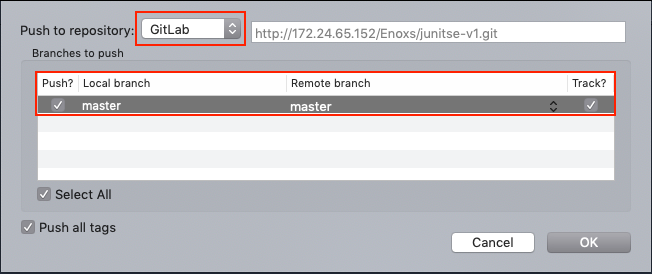 Push to repository: GitLab http://172.24.65.152/Enoxs/junitse-v1.git
Branches to push
Push? Local branch Remote branch Track?
master master
Select All
Push all tags
Cancel OK